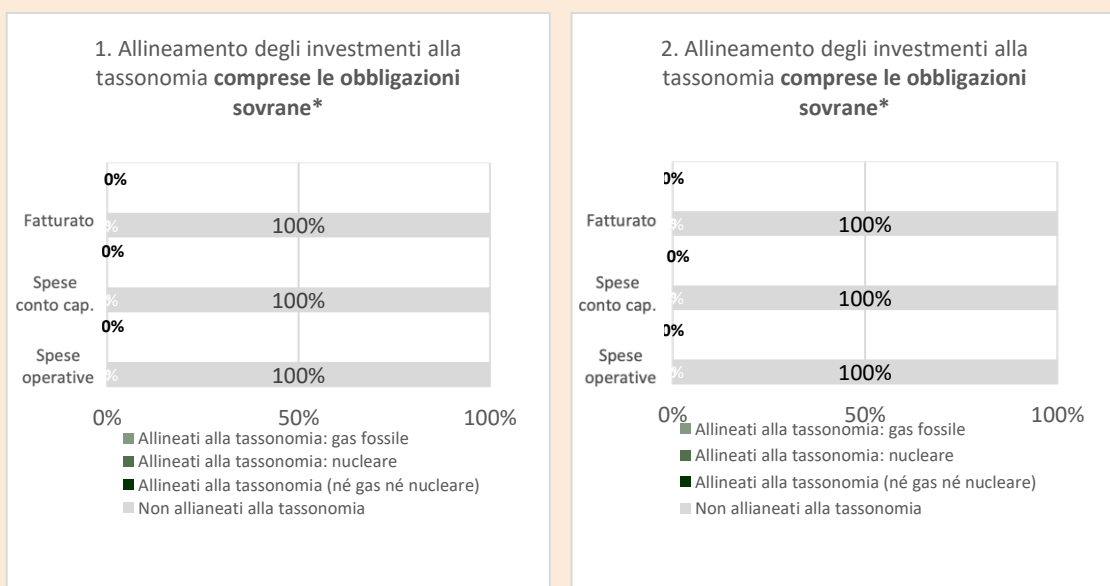 1. Allineamento degli investmenti alla
tassonomia comprese le obbligazioni
sovrane*
0%
Fatturato
%
100%
0%
Spese
conto cap.
%
100%
0%
Spese
operative
%
100%
0%
50%
100%
Allineati alla tassonomia: gas fossile
Allineati alla tassonomia: nucleare
Allineati alla tassonomia (né gas né nucleare)
Non allianeati alla tassonomia
2. Allineamento degli investmenti alla
tassonomia comprese le obbligazioni
sovrane*
0%
Fatturato
%
100%
0%
Spese
conto cap.
%
100%
0%
Spese
operative
%
100%
0%
50%
100%
Allineati alla tassonomia: gas fossile
Allineati alla tassonomia: nucleare
Allineati alla tassonomia (né gas né nucleare)
Non allianeati alla tassonomia